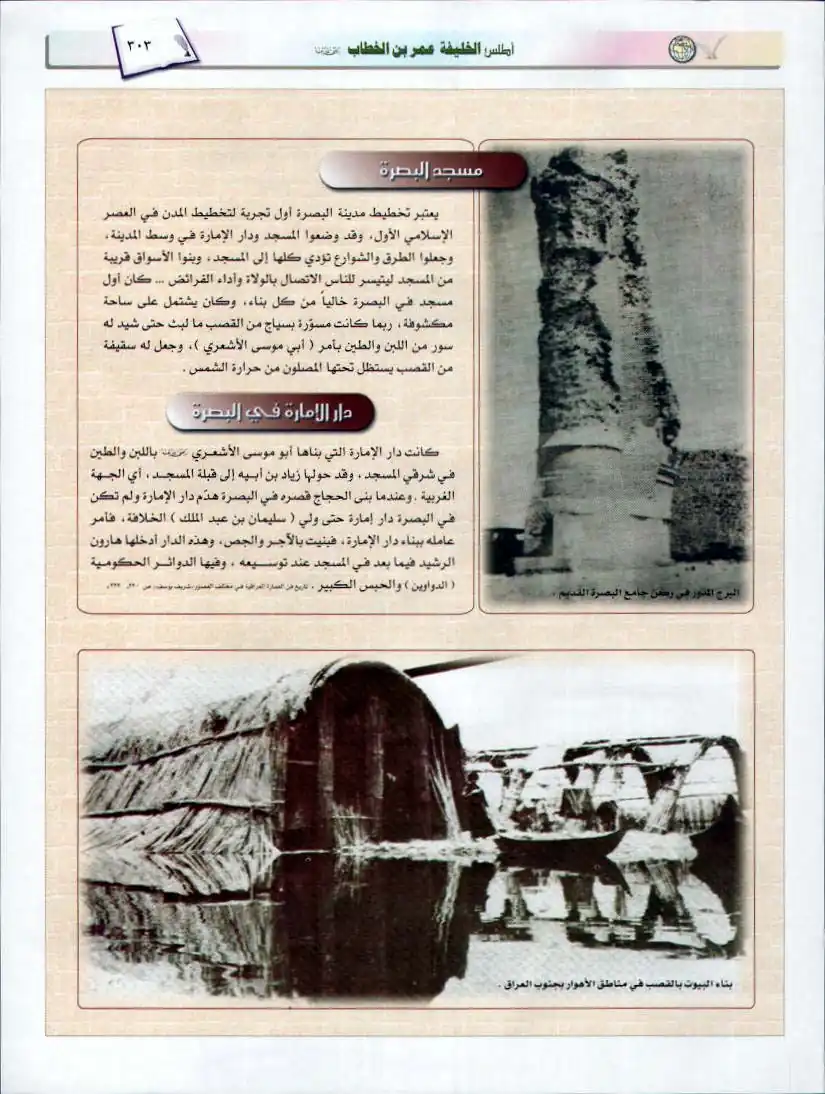 ٣٠٣
أطلس الخليفة عمر بن الخطاب
مسجد البصرة
يعتبر تخطيط مدينة البصرة أول تجربة لتخطيط المدن في العصر
الإسلامي الأول، وقد وضعوا المسجد ودار الإمارة في وسط المدينة،
وجعلوا الطرق والشوارع تؤدي كلها إلى المسجد، وبنوا الأسواق قريبة
من المسجد ليتيسر للناس الاتصال بالولاة وأداء الفرائض ... كان أول
مسجد في البصرة خالياً من كل بناء، وكان يشتمل على ساحة
مكشوفة، ربما كانت مسوّرة بسياج من القصب ما لبث حتى شيد له
سور من اللبن والطين بأمر ( أبي موسى الأشعري )، وجعل له سقيفة
من القصب يستظل تحتها المصلون من حرارة الشمس .
دار الإمارة في البصرة
كانت دار الإمارة التي بناها أبو موسى الأشعري باللبن والطين
في شرقي المسجد، وقد حولها زياد بن أبيه إلى قبلة المسجد، أي الجهة
الغربية . وعندما بنى الحجاج قصره في البصرة هدّم دار الإمارة ولم تكن
في البصرة دار إمارة حتى ولي ( سليمان بن عبد الملك ) الخلافة، فأمر
عامله ببناء دار الإمارة، فبنيت بالآجر والجص، وهذه الدار أدخلها هارون
الرشيد فيما بعد في المسجد عند توسيعه ، وفيها الدوائر الحكومية
( الدواوين ) والحبس الكبير . تاريخ فن العمارة العراقية في مختلف العصور، شريف يوسف، ص
البرج المدور في ركن جامع البصرة القديم .
بناء البيوت بالقصب في مناطق الأهوار بجنوب العراق .